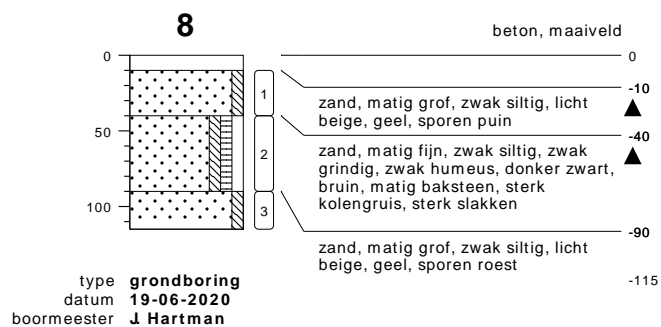 8
beton, maaiveld
0
0
-10
1
zand, matig grof, zwak siltig, licht
beige, geel, sporen puin
-40
50
2
zand, matig fijn, zwak siltig, zwak
grindig, zwak humeus, donker zwart,
bruin, matig baksteen, sterk
kolengruis, sterk slakken
100
3
-90
zand, matig grof, zwak siltig, licht
beige, geel, sporen roest
-115
type grondboring
datum 19-06-2020
boormeester J. Hartman